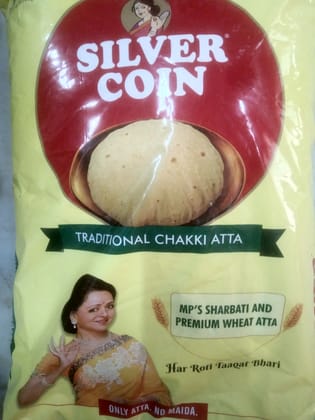 SILVER
COIN
TRADITIONAL CHAKKI ATTA
MP'S SHARBATI AND
PREMIUM WHEAT ATTA
Har Roti Taaqat Bhari
ONLY ATTA, NO MAIDA.